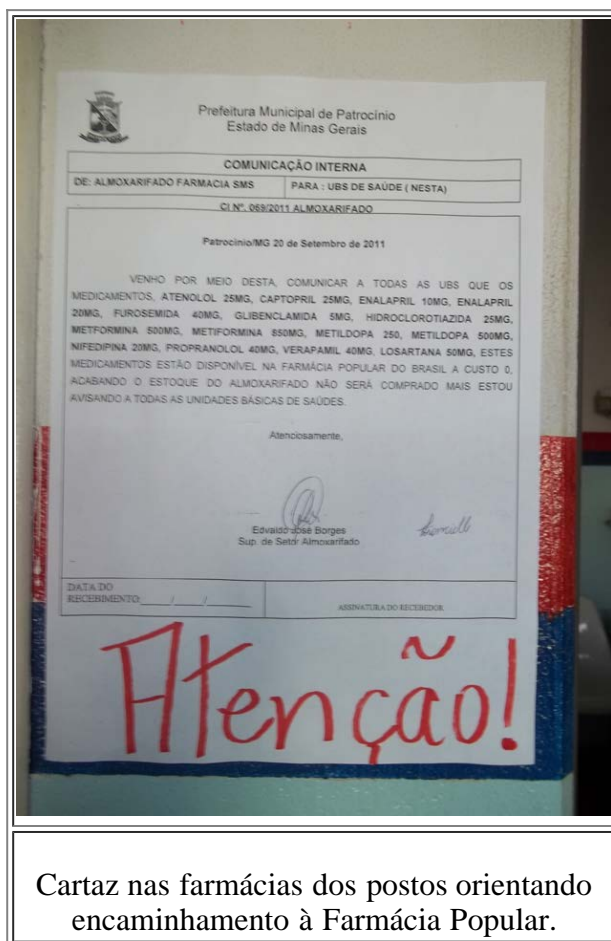 Prefeitura Municipal de Patrocínio
Estado de Minas Gerais
COMUNICAÇÃO INTERNA
DE: ALMOXARIFADO FARMACIA SMS PARA : UBS DE SAÚDE ( NESTA)
CI Nº. 069/2011 ALMOXARIFADO
Patrocínio/MG 20 de Setembro de 2011
VENHO POR MEIO DESTA, COMUNICAR A TODAS AS UBS QUE OS
MEDICAMENTOS, ATENOLOL 25MG, CAPTOPRIL 25MG, ENALAPRIL 10MG, ENALAPRIL
20MG, FUROSEMIDA 40MG, GLIBENCLAMIDA 5MG, HIDROCLOROTIAZIDA 25MG,
METFORMINA 500MG, METIFORMINA 850MG, METILDOPA 250, METILDOPA 500MG,
NIFEDIPINA 20MG, PROPRANOLOL 40MG, VERAPAMIL 40MG, LOSARTANA 50MG, ESTES
MEDICAMENTOS ESTÃO DISPONÍVEL NA FARMÁCIA POPULAR DO BRASIL A CUSTO 0,
ACABANDO O ESTOQUE DO ALMOXARIFADO NÃO SERÁ COMPRADO MAIS ESTOU
AVISANDO A TODAS AS UNIDADES BÁSICAS DE SAÚDES.
Atenciosamente,
Edvaldo José Borges
Sup. de Setor Almoxarifado
DATA DO
RECEBIMENTO:____/____/____ ASSINATURA DO RECEBEDOR
Atenção!
Cartaz nas farmácias dos postos orientando
encaminhamento à Farmácia Popular.